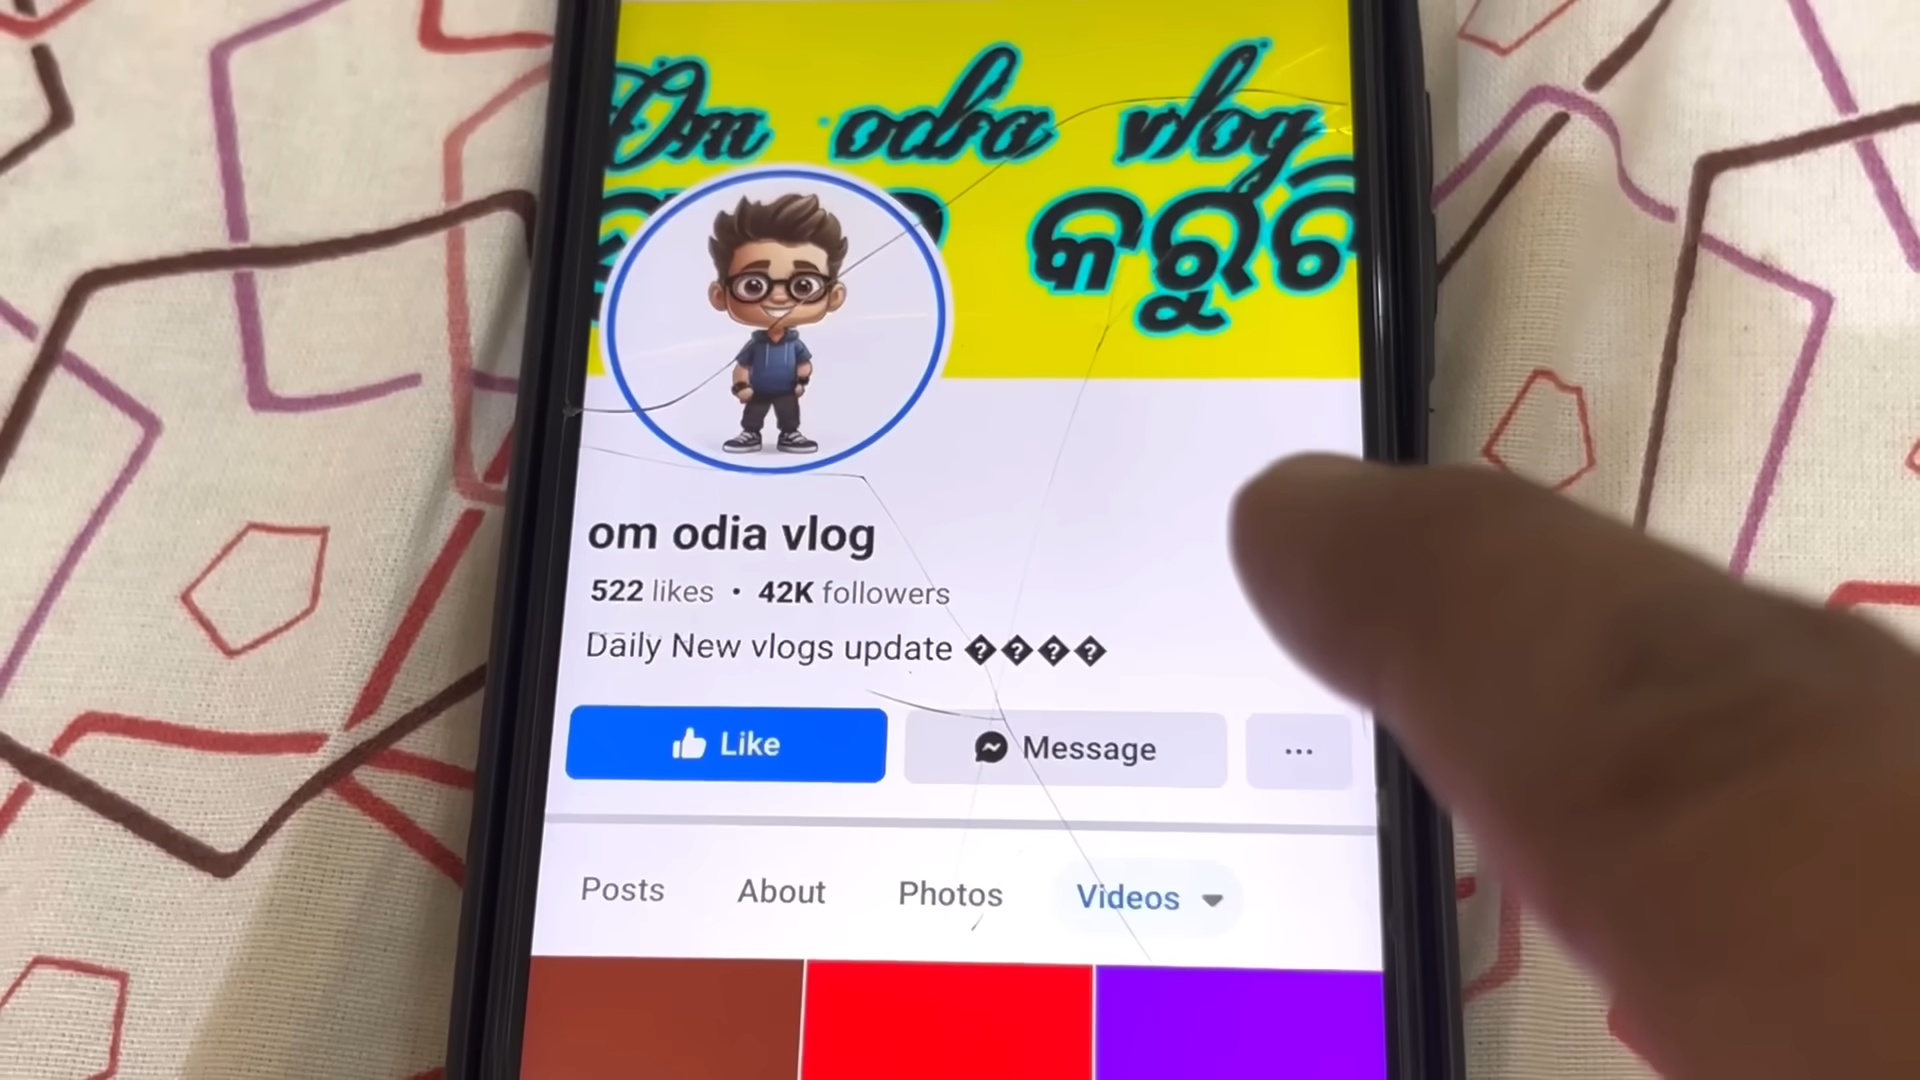 Om odia vlog
om odia vlog
522 likes • 42K followers
Daily New vlogs update ����
Like
Message
Posts
About
Photos
Videos